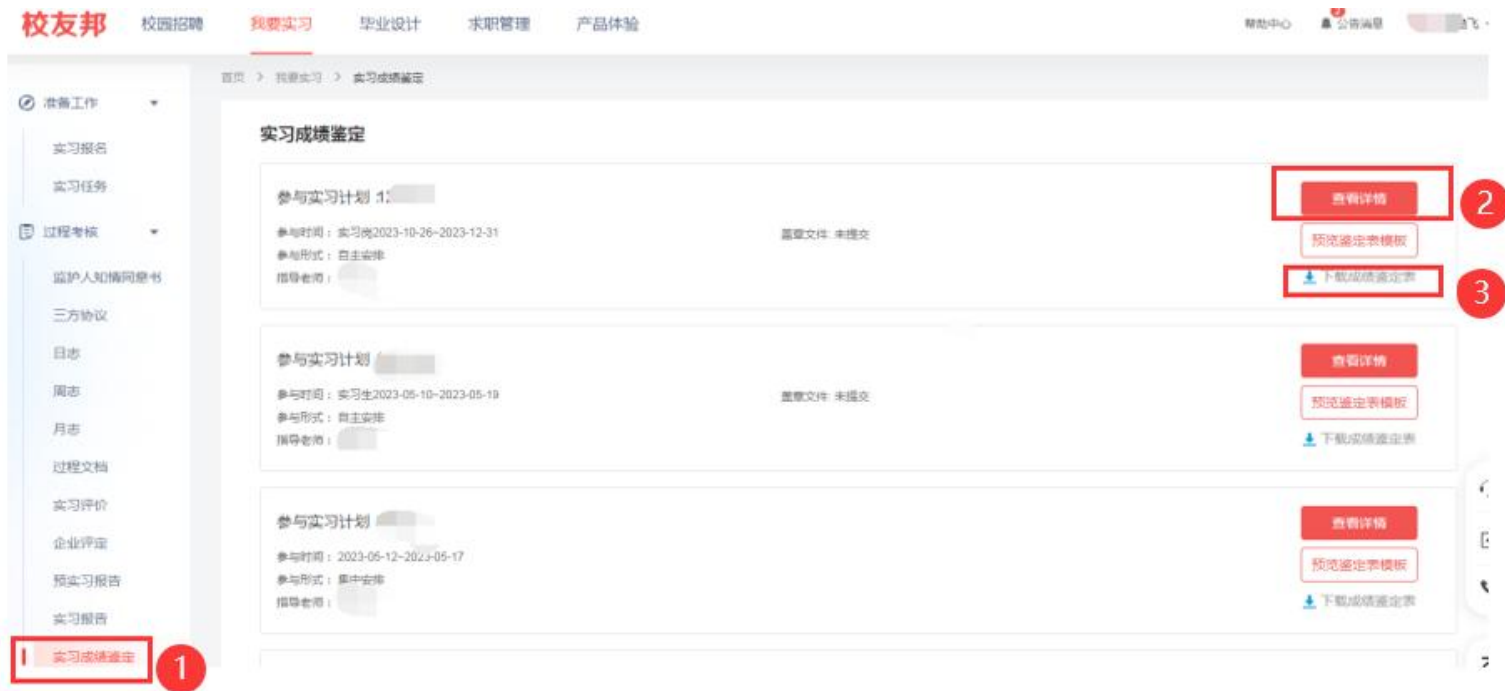 校友邦 校园招聘 我要实习 毕业设计 求职管理 产品体验 帮助中心 公告消息
首页 > 我要实习 > 实习成绩鉴定
准备工作
实习报名
实习任务
过程考核
监护人知情同意书
三方协议
日志
周志
月志
过程文档
实习评价
企业评定
预实习报告
实习报告
实习成绩鉴定
1
实习成绩鉴定
参与实习计划
参与时间：实习岗2023-10-26~2023-12-31
参与形式：自主安排
指导老师：
盖章文件 未提交
查看详情
2
预览鉴定表模板
下载成绩鉴定表
3
参与实习计划
参与时间：实习生2023-05-10~2023-05-19
参与形式：自主安排
指导老师：
盖章文件 未提交
查看详情
预览鉴定表模板
下载成绩鉴定表
参与实习计划
参与时间：2023-05-12~2023-05-17
参与形式：集中安排
指导老师：
查看详情
预览鉴定表模板
下载成绩鉴定表